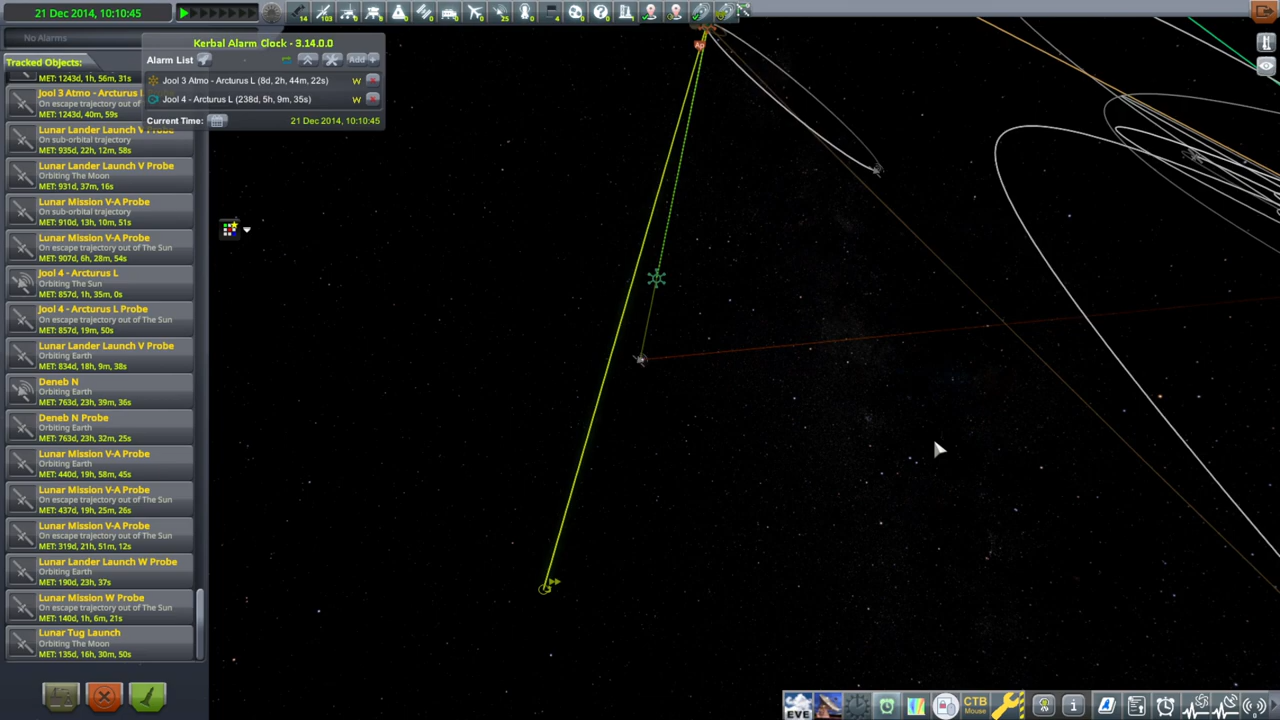 21 Dec 2014, 10:10:45
14
103
25
No Alarms
Tracked Objects:
MET: 1243d, 1h, 56m, 31s
Jool 3 Atmo - Arcturus L
On escape trajectory out of
MET: 1243d, 40m, 59s
Lunar Lander Launch V Probe
On sub-orbital trajectory
MET: 935d, 22h, 12m, 58s
Lunar Lander Launch V Probe
Orbiting The Moon
MET: 931d, 37m, 16s
Lunar Mission V-A Probe
On sub-orbital trajectory
MET: 910d, 13h, 10m, 51s
Lunar Mission V-A Probe
On escape trajectory out of The Sun
MET: 907d, 6h, 28m, 54s
Jool 4 - Arcturus L
Orbiting The Sun
MET: 857d, 1h, 35m, 0s
Jool 4 - Arcturus L Probe
On escape trajectory out of The Sun
MET: 857d, 19m, 50s
Lunar Lander Launch V Probe
Orbiting Earth
MET: 834d, 18h, 9m, 38s
Deneb N
Orbiting Earth
MET: 763d, 23h, 39m, 36s
Deneb N Probe
Orbiting Earth
MET: 763d, 23h, 32m, 25s
Lunar Mission V-A Probe
Orbiting Earth
MET: 440d, 19h, 58m, 45s
Lunar Mission V-A Probe
On escape trajectory out of The Sun
MET: 437d, 19h, 25m, 26s
Lunar Mission V-A Probe
On escape trajectory out of The Sun
MET: 319d, 21h, 51m, 12s
Lunar Lander Launch W Probe
Orbiting Earth
MET: 190d, 23h, 37s
Lunar Mission W Probe
On escape trajectory out of The Sun
MET: 140d, 1h, 6m, 21s
Lunar Tug Launch
Orbiting The Moon
MET: 135d, 16h, 30m, 50s
Kerbal Alarm Clock - 3.14.0.0
Alarm List
Add +
Jool 3 Atmo - Arcturus L (8d, 2h, 44m, 22s) W
Jool 4 - Arcturus L (238d, 5h, 9m, 35s) W
Current Time: 21 Dec 2014, 10:10:45
Ap
EVE
CTB
Mouse